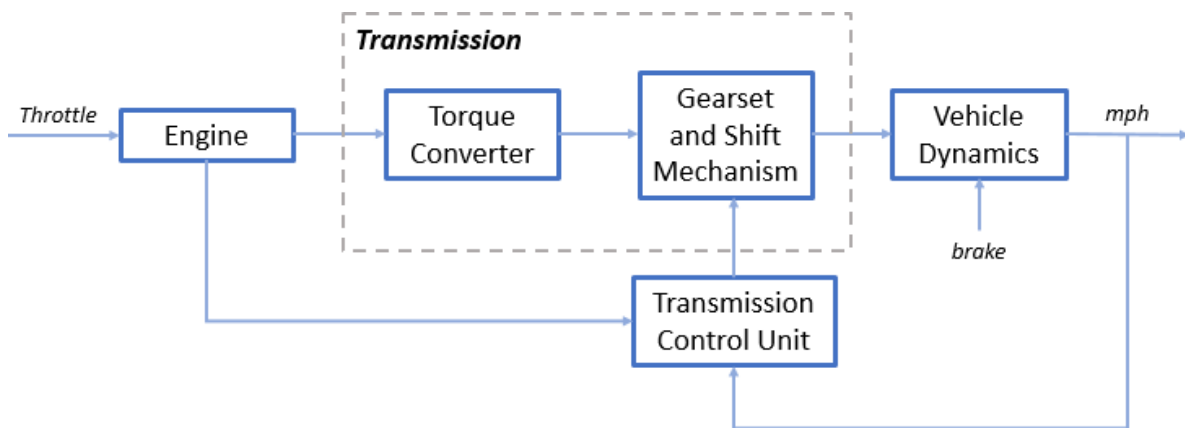 Transmission
Throttle
Engine
Torque
Converter
Gearset
and Shift
Mechanism
Vehicle
Dynamics
mph
brake
Transmission
Control Unit